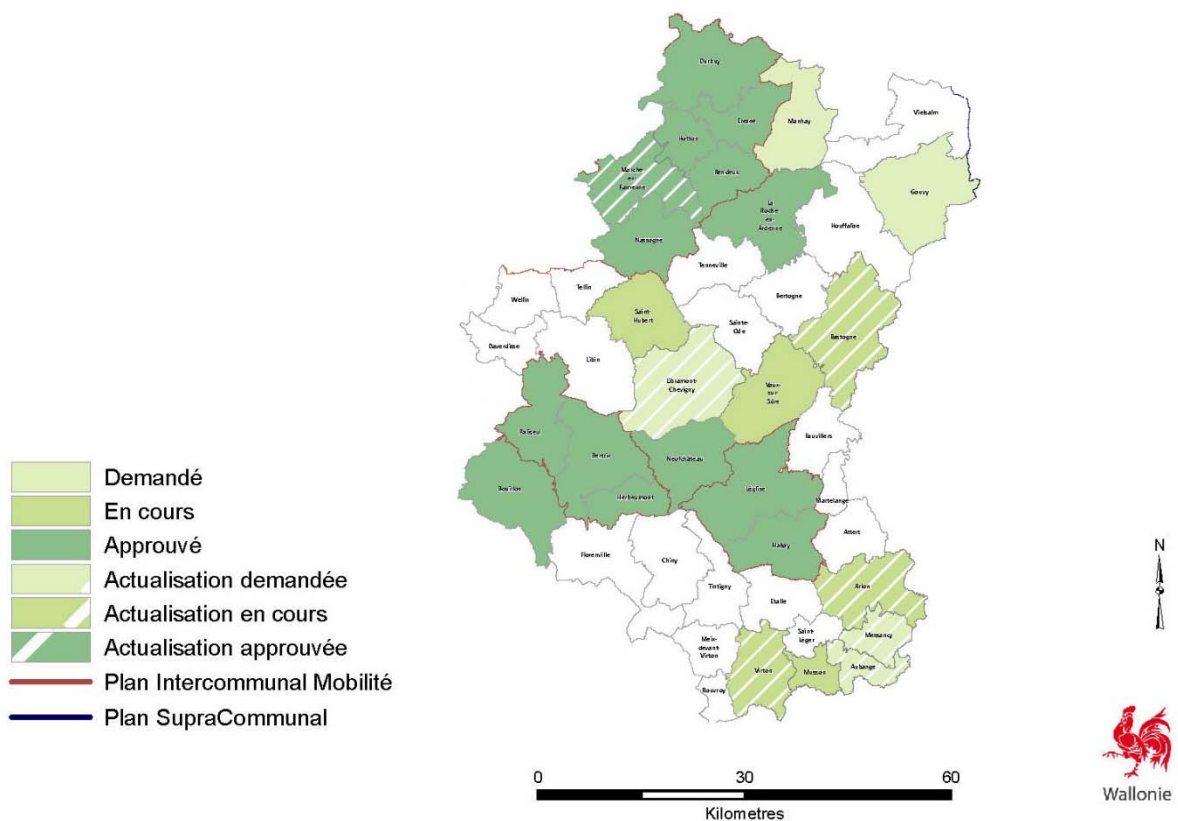 Durbuy
Erezée
Manhay
Vielsalm
Hotton
Marche
en
Famenne
Rendeux
Gouvy
La
Roche
en
Ardenne
Houffalize
Nassogne
Tenneville
Tellin
Wellin
Bertogne
Saint
Hubert
Sainte
Ode
Bastogne
Daverdisse
Libin
Libramont
Chevigny
Vaux
sur
Sûre
Paliseul
Bertrix
Neufchâteau
Fauvillers
Bouillon
Herbeumont
Léglise
Martelange
Habay
Attert
Florenville
Chiny
Tintigny
Etalle
Arlon
Meix
devant
Virton
Saint
Léger
Messancy
Virton
Musson
Aubange
Rouvroy
Demandé
En cours
Approuvé
Actualisation demandée
Actualisation en cours
Actualisation approuvée
Plan Intercommunal Mobilité
Plan SupraCommunal
N
0 30 60
Kilometres
Wallonie